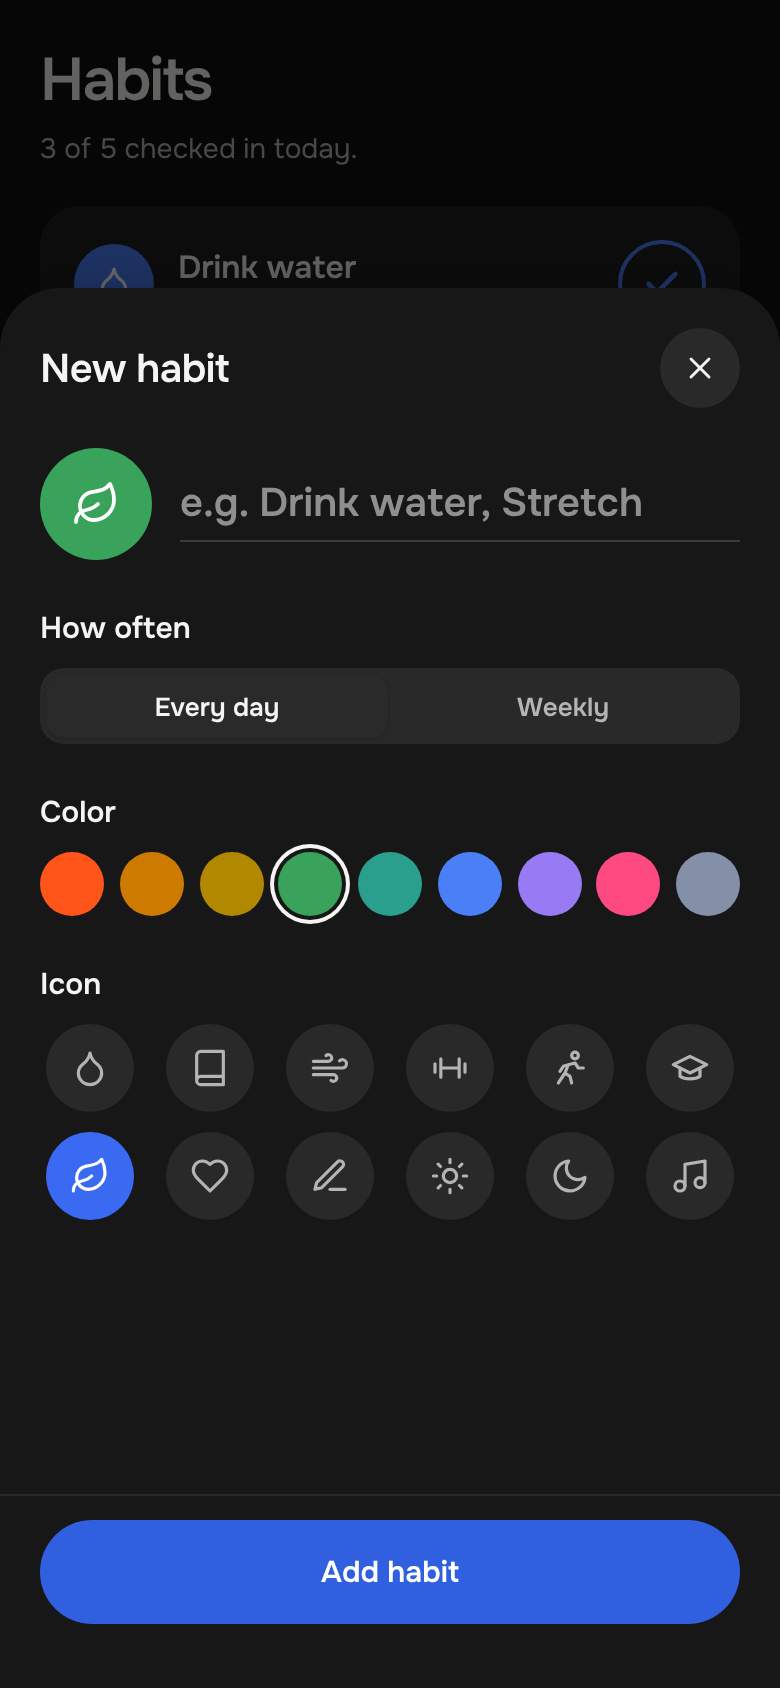 Habits
3 of 5 checked in today.
Drink water
New habit
e.g. Drink water, Stretch
How often
Every day
Weekly
Color
Icon
Add habit